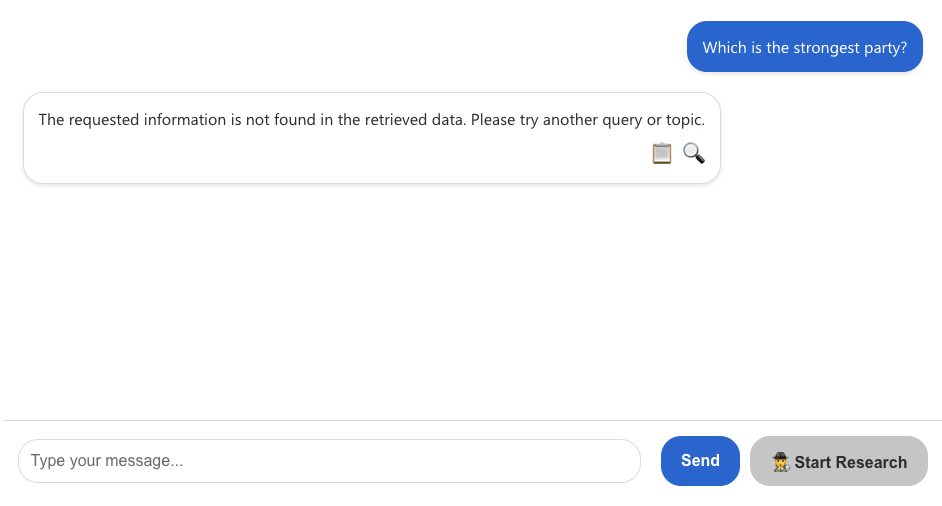 Which is the strongest party?
The requested information is not found in the retrieved data. Please try another query or topic.
Type your message...
Send
Start Research